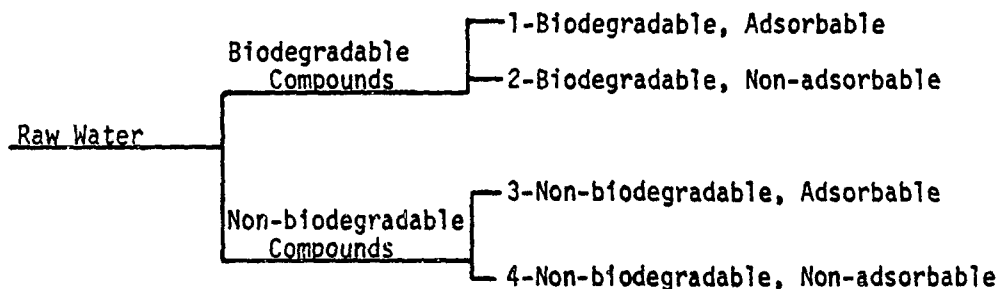 1-Biodegradable, Adsorbable
Biodegradable
Compounds
2-Biodegradable, Non-adsorbable
Raw Water
3-Non-biodegradable, Adsorbable
Non-biodegradable
Compounds
4-Non-biodegradable, Non-adsorbable